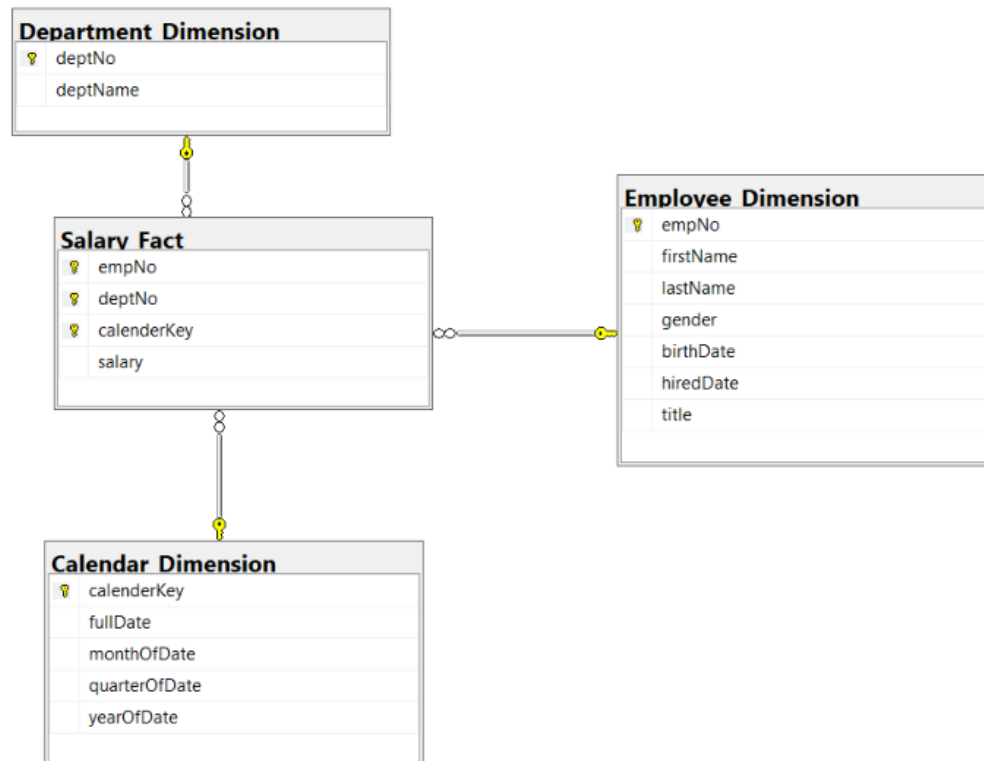 Department Dimension
deptNo
deptName
Salary Fact
empNo
deptNo
calenderKey
salary
Employee Dimension
empNo
firstName
lastName
gender
birthDate
hiredDate
title
Calendar Dimension
calenderKey
fullDate
monthOfDate
quarterOfDate
yearOfDate